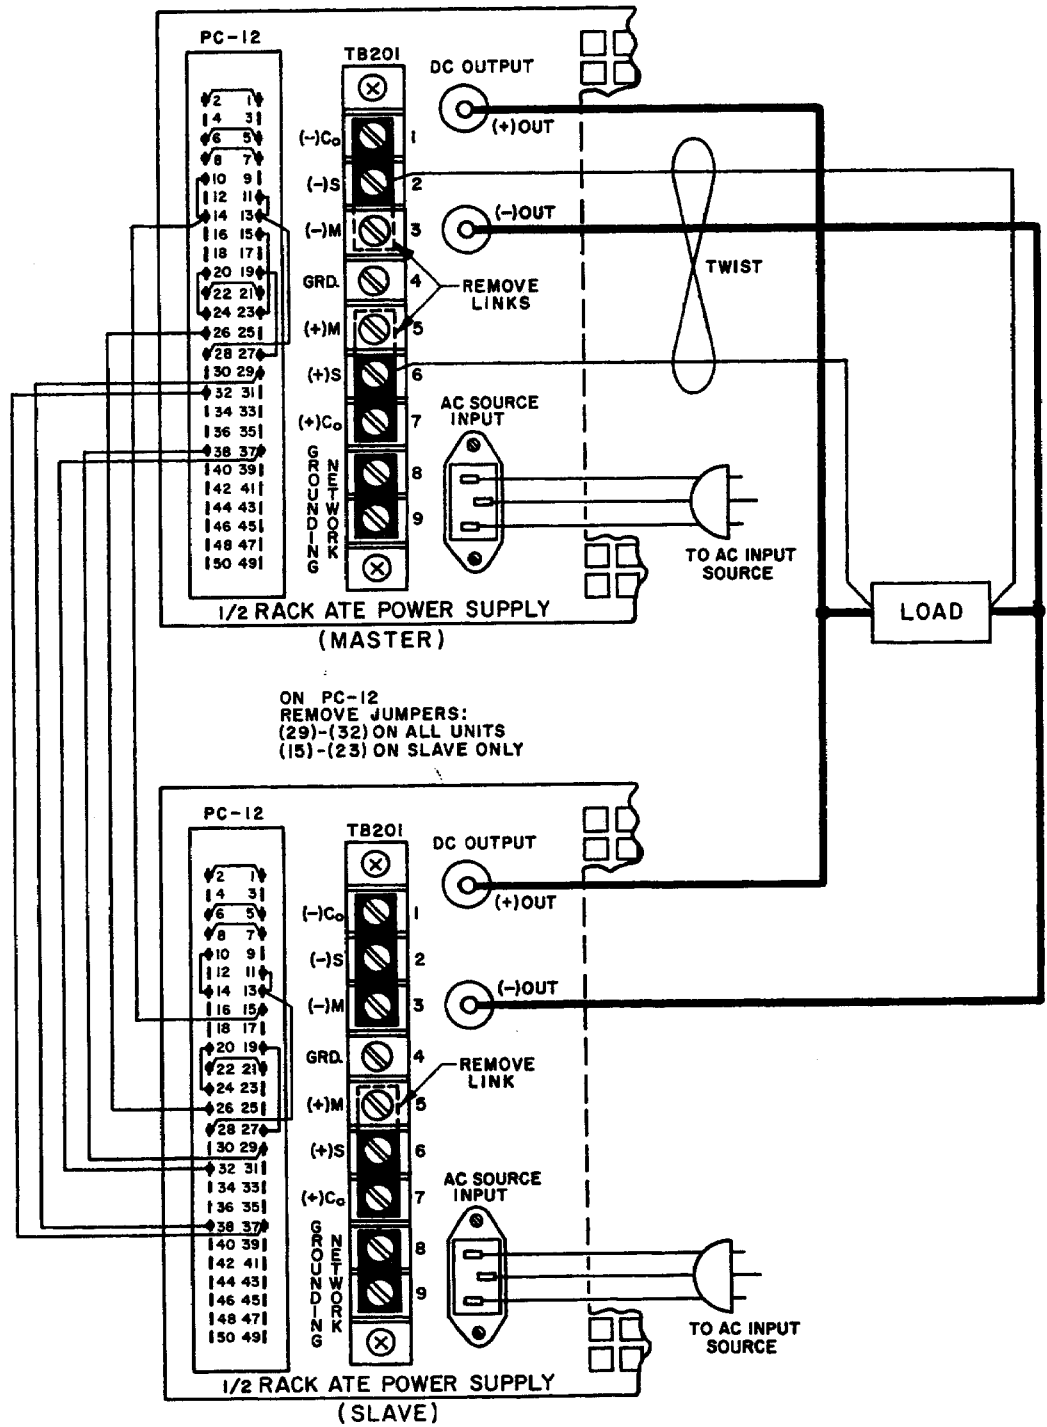 PC-12
TB201
DC OUTPUT
(+)OUT
2 1
4 3
6 5
8 7
10 9
12 11
14 13
16 15
18 17
20 19
22 21
24 23
26 25
28 27
30 29
32 31
34 33
36 35
38 37
40 39
42 41
44 43
46 45
48 47
50 49
(-)Co 1
(-)S 2
(-)M 3
GRD. 4
(+)M 5
(+)S 6
(+)Co 7
8
9
GROUNDING
NETWORK
(-)OUT
REMOVE
LINKS
TWIST
AC SOURCE
INPUT
TO AC INPUT
SOURCE
LOAD
1/2 RACK ATE POWER SUPPLY
(MASTER)
ON PC-12
REMOVE JUMPERS:
(29)-(32) ON ALL UNITS
(15)-(23) ON SLAVE ONLY
PC-12
TB201
DC OUTPUT
(+)OUT
2 1
4 3
6 5
8 7
10 9
12 11
14 13
16 15
18 17
20 19
22 21
24 23
26 25
28 27
30 29
32 31
34 33
36 35
38 37
40 39
42 41
44 43
46 45
48 47
50 49
(-)Co 1
(-)S 2
(-)M 3
GRD. 4
(+)M 5
(+)S 6
(+)Co 7
8
9
GROUNDING
NETWORK
(-)OUT
REMOVE
LINK
AC SOURCE
INPUT
TO AC INPUT
SOURCE
1/2 RACK ATE POWER SUPPLY
(SLAVE)